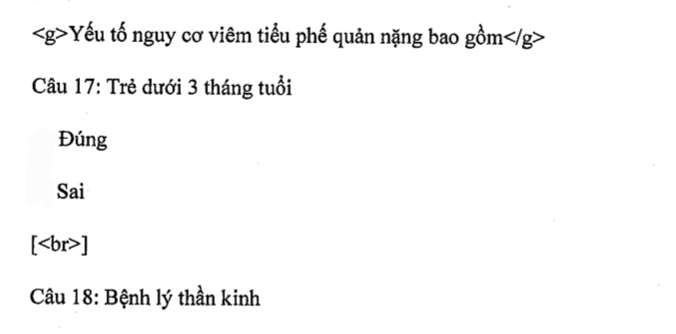 <g>Yếu tố nguy cơ viêm tiểu phế quản nặng bao gồm</g>
Câu 17: Trẻ dưới 3 tháng tuổi
Đúng
Sai
[<br>]
Câu 18: Bệnh lý thần kinh